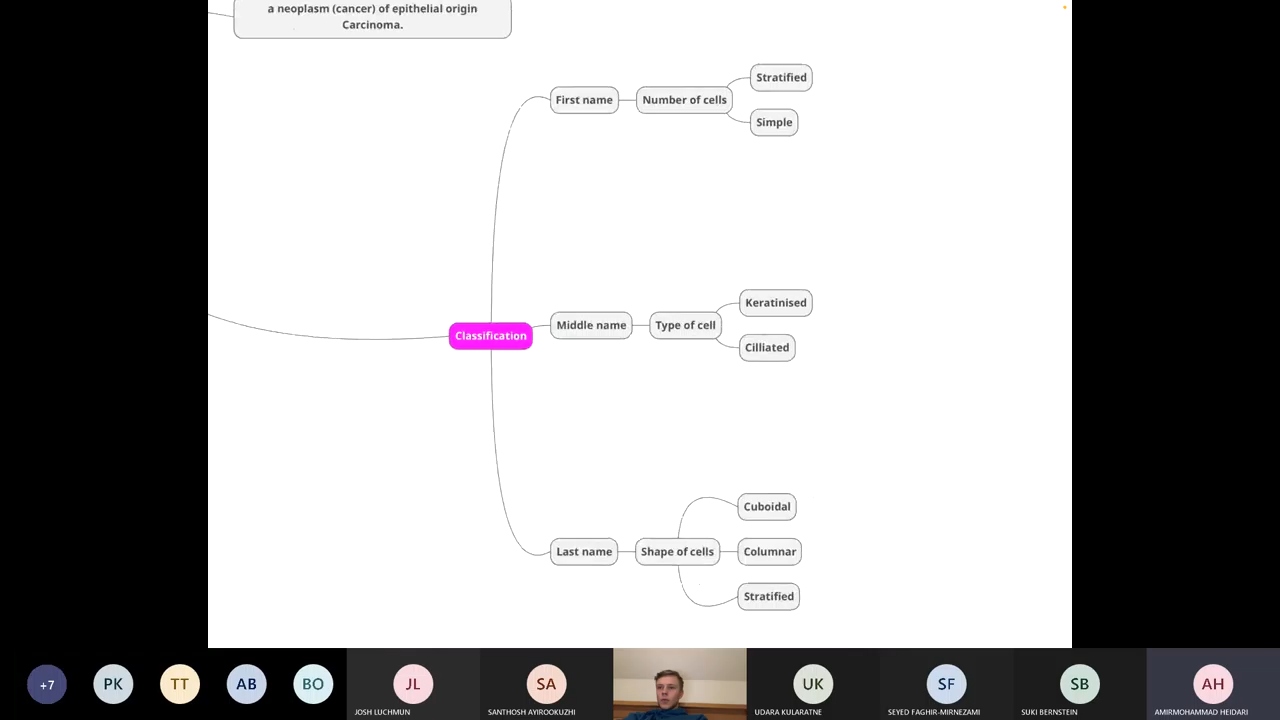 a neoplasm (cancer) of epithelial origin
Carcinoma.
First name
Number of cells
Stratified
Simple
Classification
Middle name
Type of cell
Keratinised
Cilliated
Last name
Shape of cells
Cuboidal
Columnar
Stratified
+7
PK
TT
AB
BO
JL
JOSH LUCHMUN
SA
SANTHOSH AYIROOKUZHI
UK
UDARA KULARATNE
SF
SEYED FAGHIR-MIRNEZAMI
SB
SUKI BERNSTEIN
AH
AMIRMOHAMMAD HEIDARI